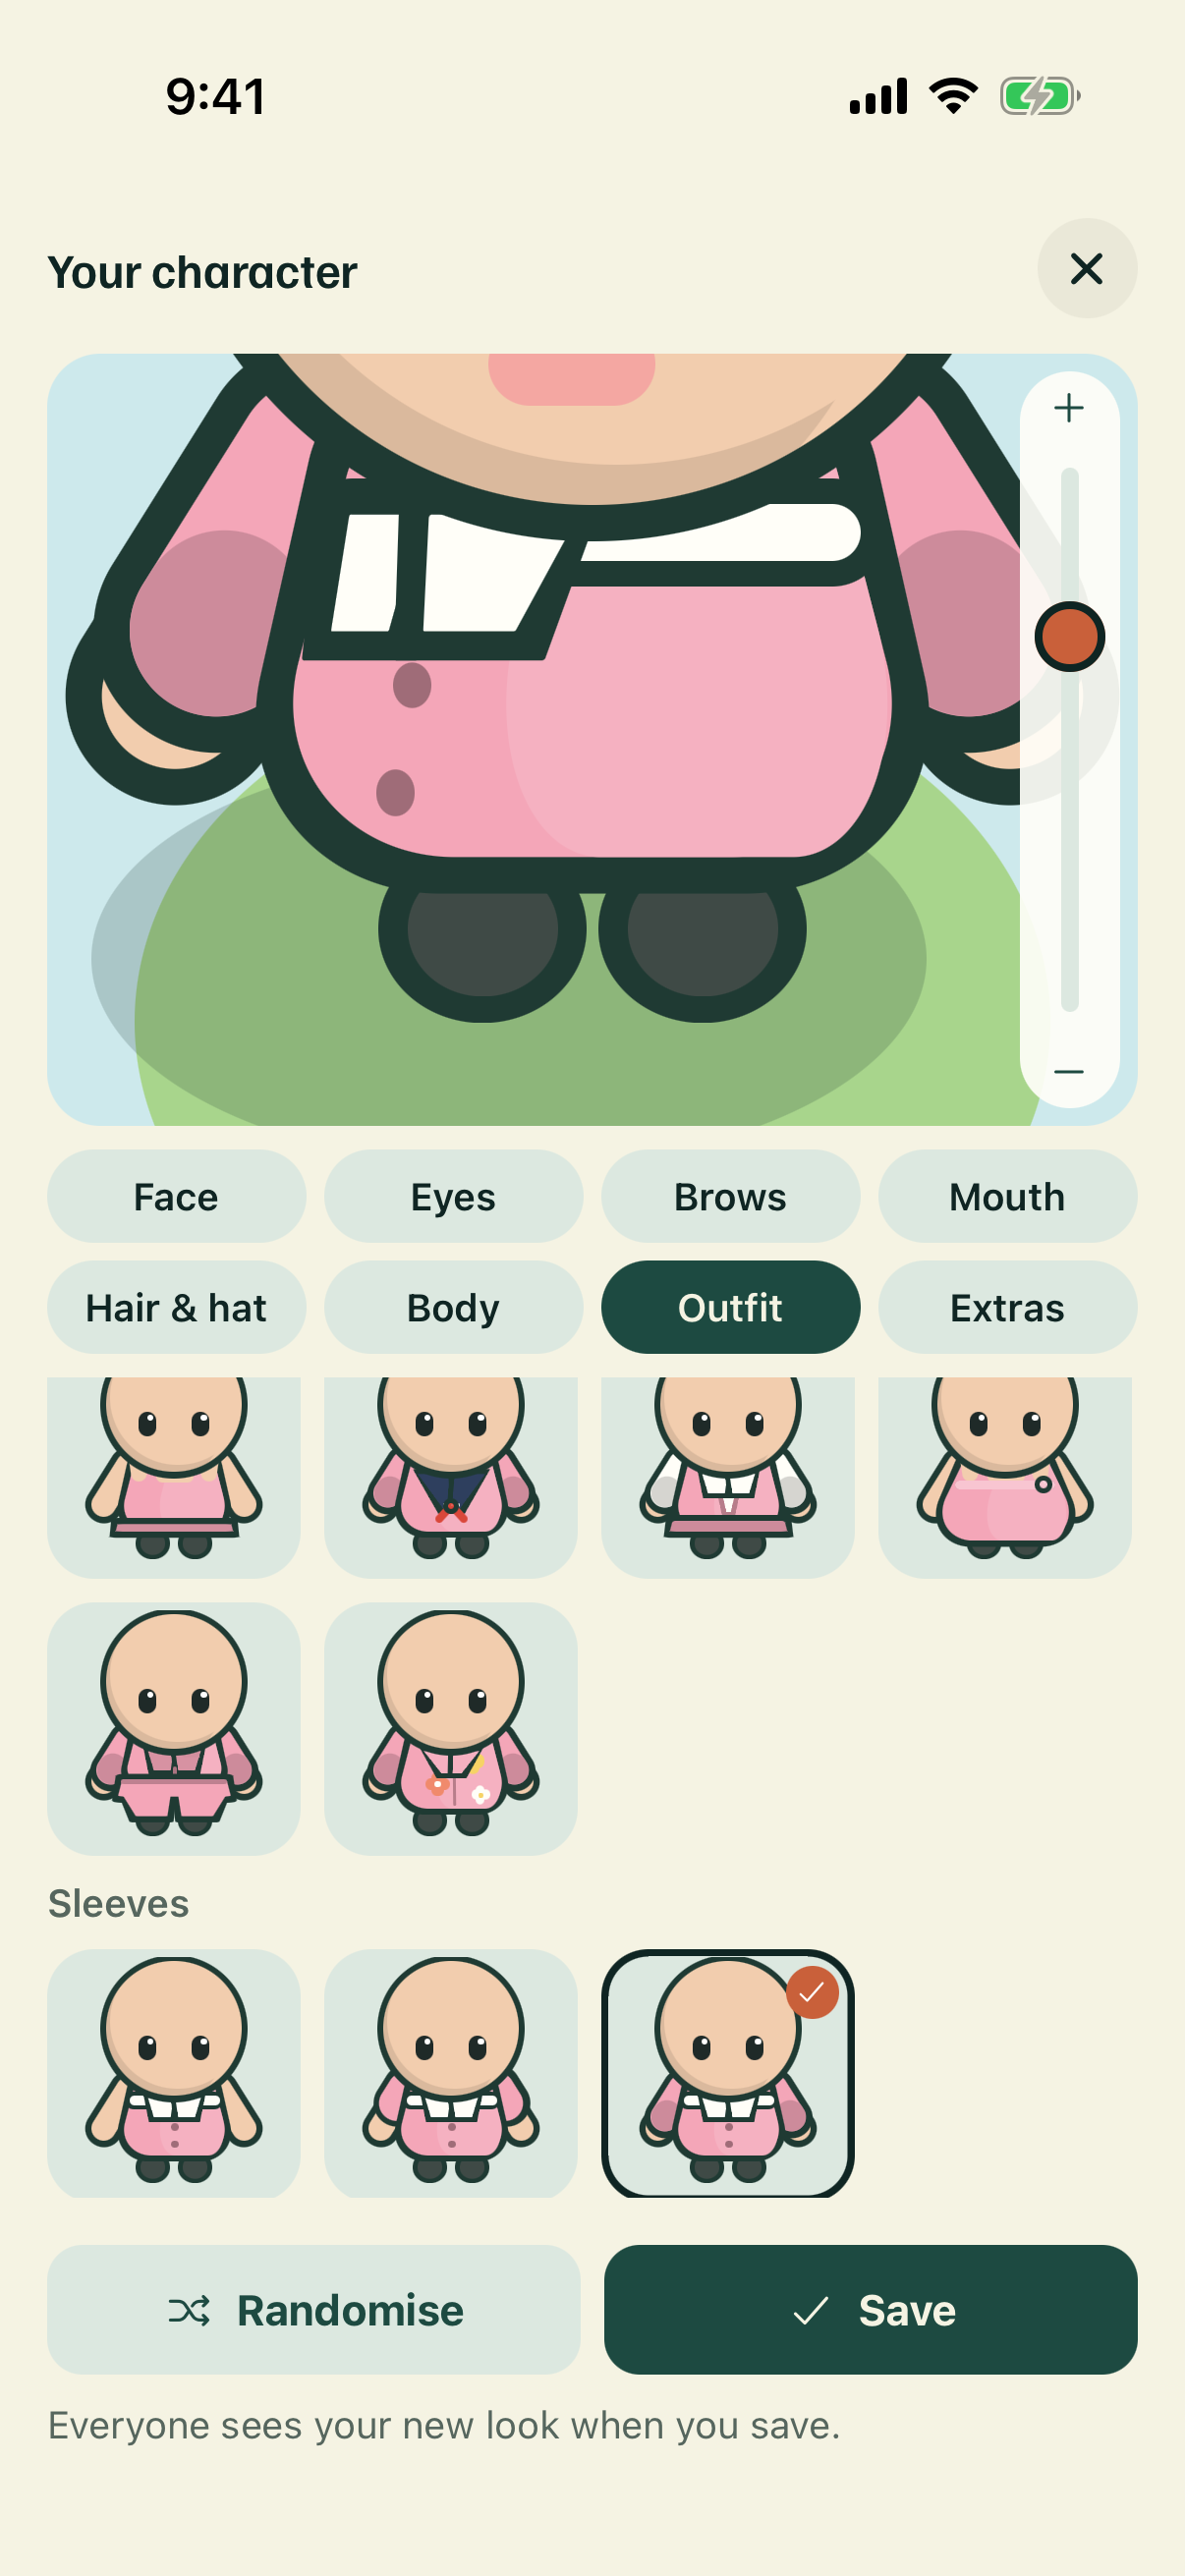 9:41
Your character
Face
Eyes
Brows
Mouth
Hair & hat
Body
Outfit
Extras
Sleeves
Randomise
Save
Everyone sees your new look when you save.